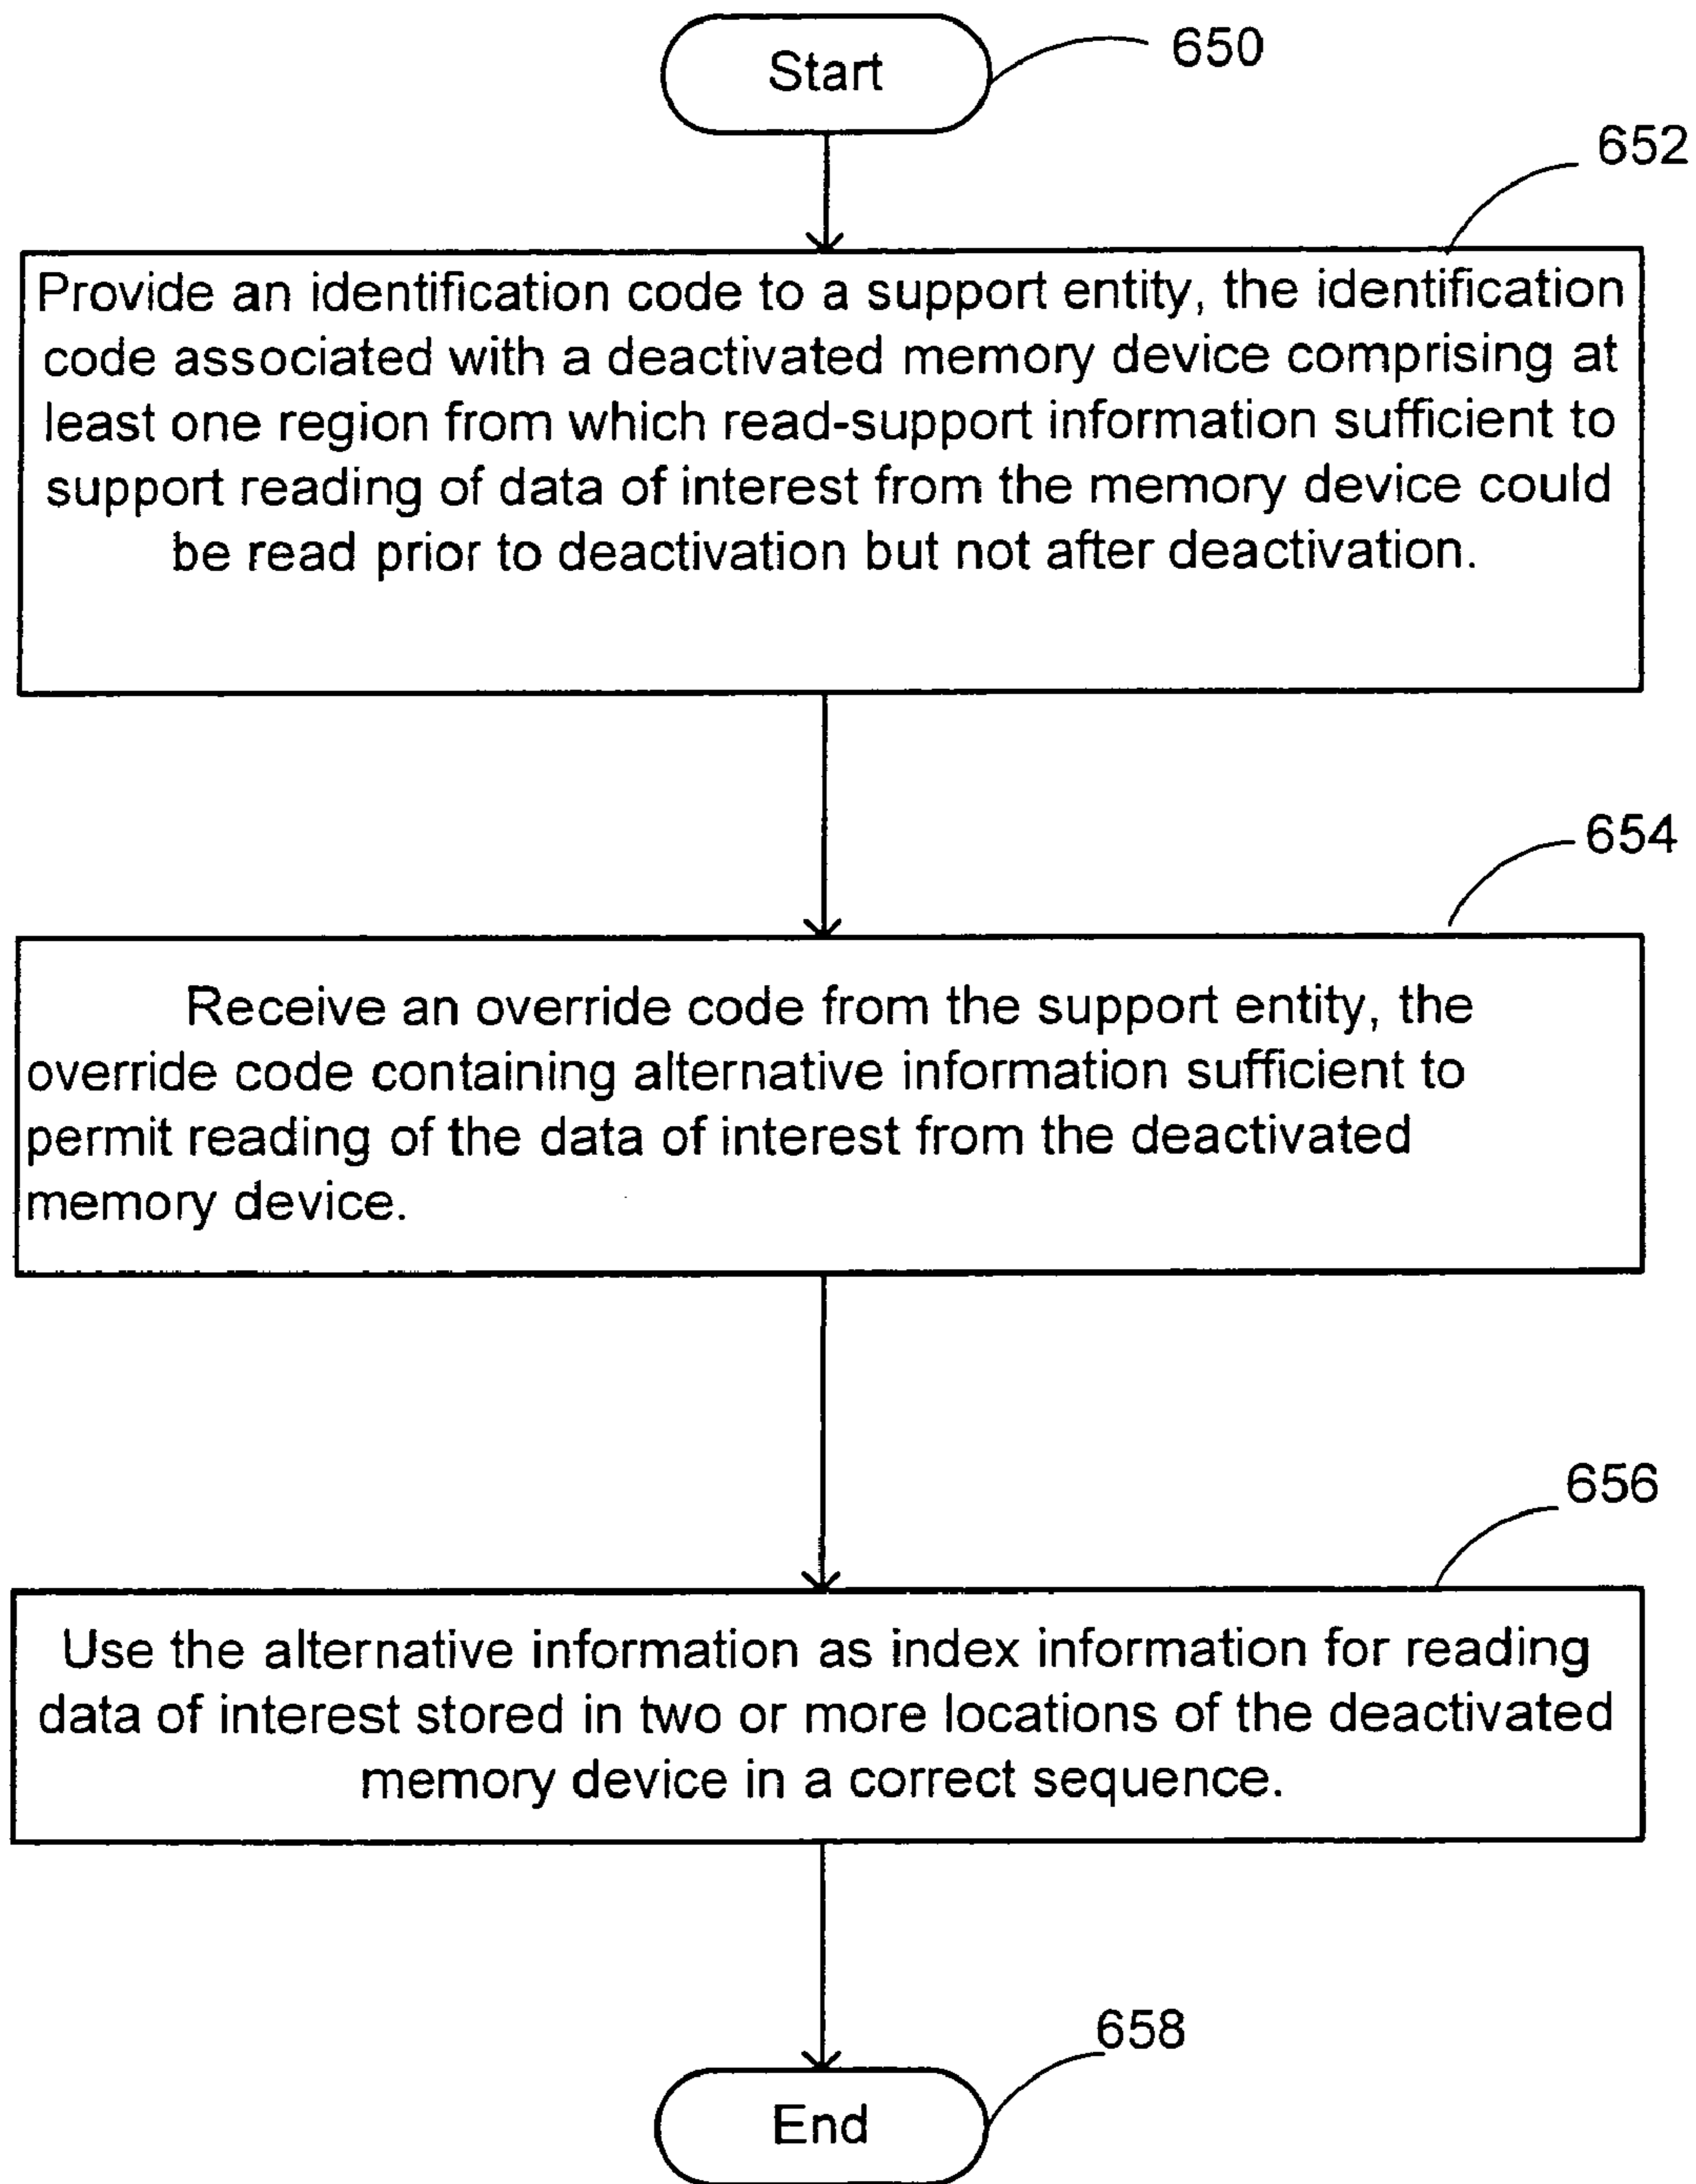 Start
650
652
Provide an identification code to a support entity, the identification
code associated with a deactivated memory device comprising at
least one region from which read-support information sufficient to
support reading of data of interest from the memory device could
be read prior to deactivation but not after deactivation.
654
Receive an override code from the support entity, the
override code containing alternative information sufficient to
permit reading of the data of interest from the deactivated
memory device.
656
Use the alternative information as index information for reading
data of interest stored in two or more locations of the deactivated
memory device in a correct sequence.
658
End